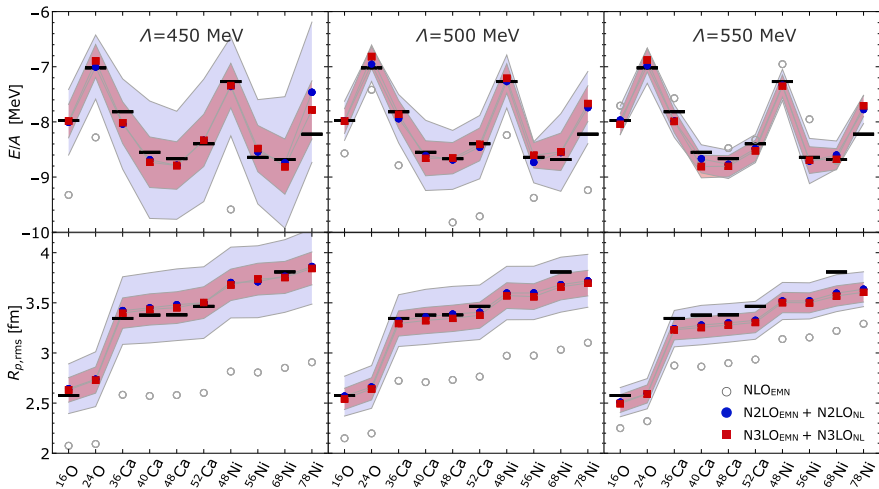 Λ=450 MeV Λ=500 MeV Λ=550 MeV
E/A [MeV]
−6
−7
−8
−9
−10
R_p,rms [fm]
4
3.5
3
2.5
2
NLO_EMN
N2LO_EMN + N2LO_NL
N3LO_EMN + N3LO_NL
16O 24O 36Ca 40Ca 48Ca 52Ca 48Ni 56Ni 68Ni 78Ni
16O 24O 36Ca 40Ca 48Ca 52Ca 48Ni 56Ni 68Ni 78Ni
16O 24O 36Ca 40Ca 48Ca 52Ca 48Ni 56Ni 68Ni 78Ni